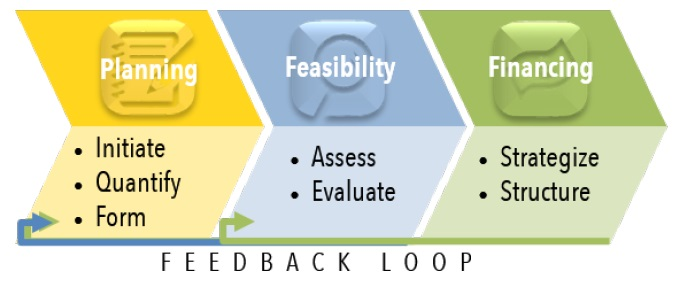 Planning
Feasibility
Financing
• Initiate
• Quantify
• Form
• Assess
• Evaluate
• Strategize
• Structure
FEEDBACK LOOP